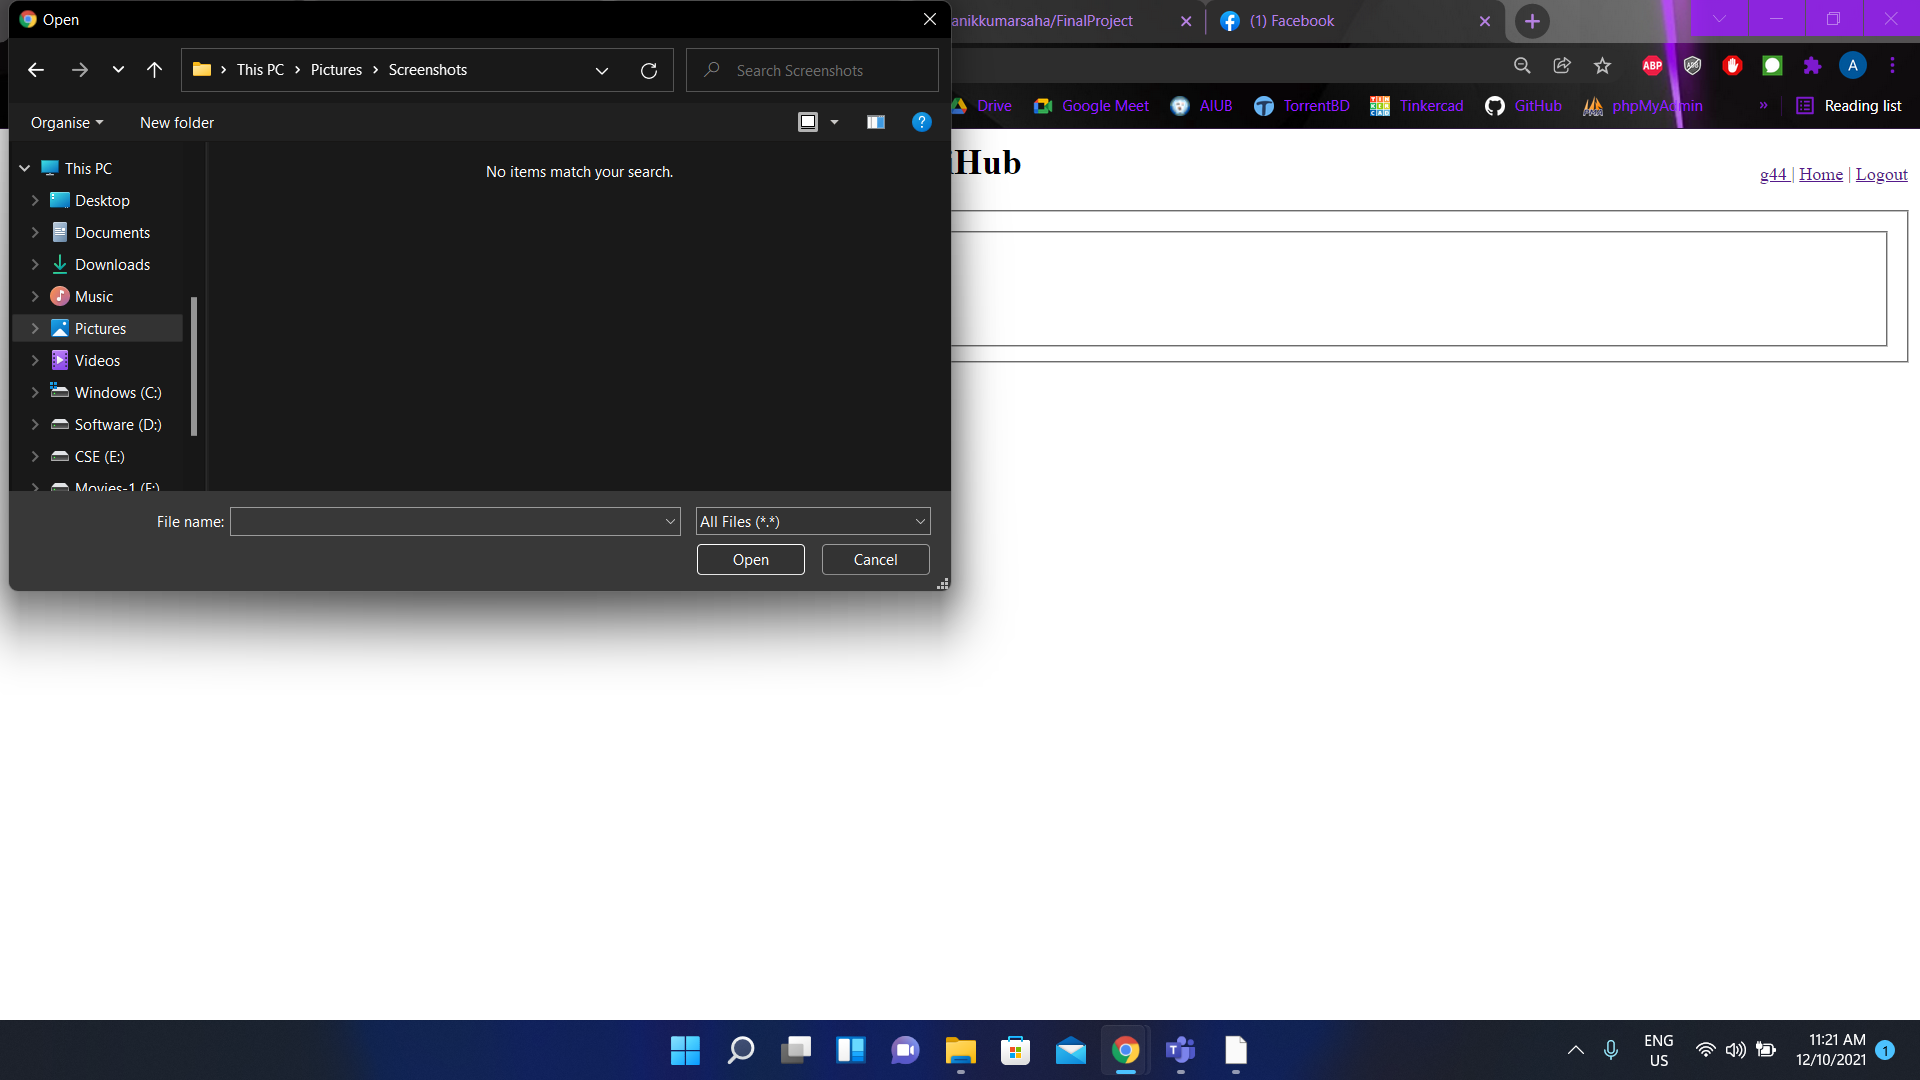 Open
anikkumarsaha/FinalProject
(1) Facebook
This PC
Pictures
Screenshots
Search Screenshots
ABP
A
Drive
Google Meet
AIUB
TorrentBD
Tinkercad
GitHub
phpMyAdmin
»
Reading list
Organise
New folder
?
No items match your search.
This PC
Desktop
Documents
Downloads
Music
Pictures
Videos
Windows (C:)
Software (D:)
CSE (E:)
Movies-1 (F:)
iHub
g44 | Home | Logout
File name:
All Files (*.*)
Open
Cancel
ENG
US
11:21 AM
12/10/2021
1